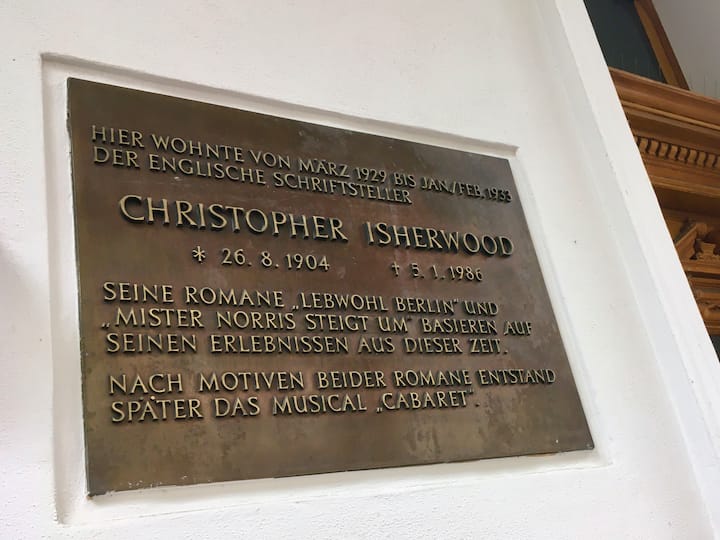 HIER WOHNTE VON MÄRZ 1929 BIS JAN./FEB. 1933
DER ENGLISCHE SCHRIFTSTELLER
CHRISTOPHER ISHERWOOD
* 26. 8. 1904 † 5. 1. 1986
SEINE ROMANE „LEBWOHL BERLIN“ UND
„MISTER NORRIS STEIGT UM“ BASIEREN AUF
SEINEN ERLEBNISSEN AUS DIESER ZEIT.
NACH MOTIVEN BEIDER ROMANE ENTSTAND
SPÄTER DAS MUSICAL „CABARET“.